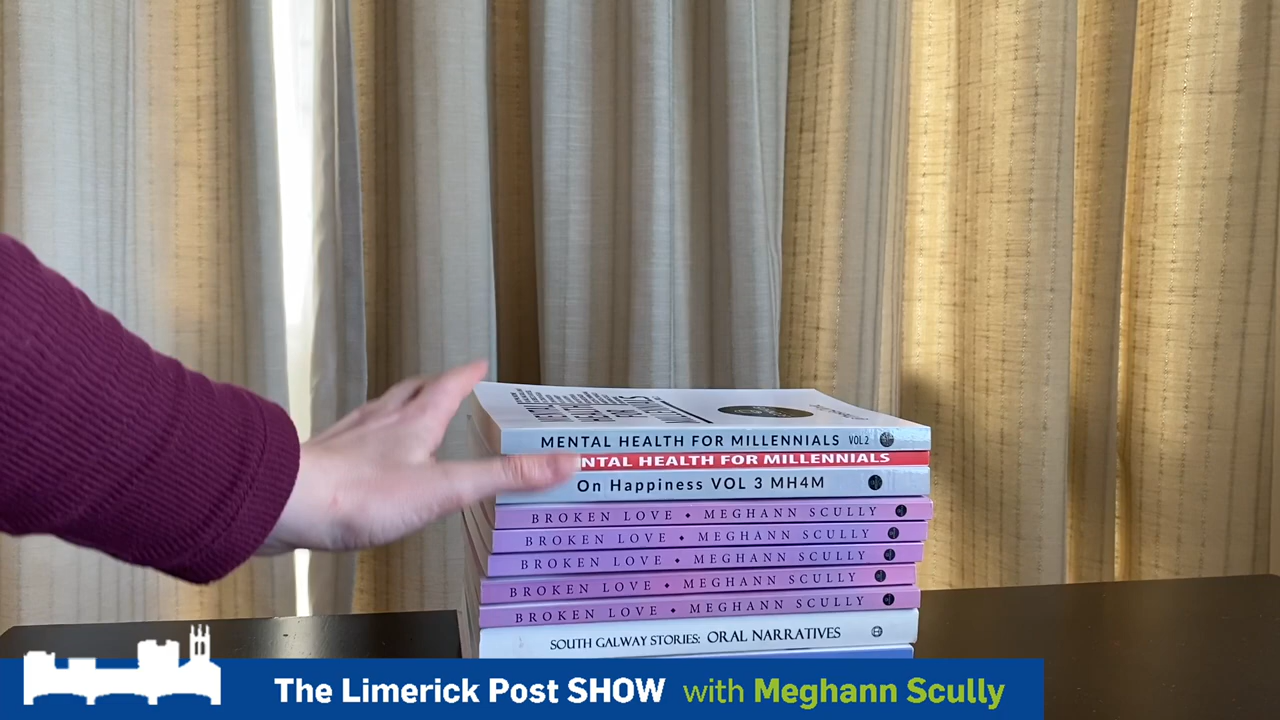 MENTAL HEALTH FOR MILLENNIALS VOL 2
NTAL HEALTH FOR MILLENNIALS
On Happiness VOL 3 MH4M
BROKEN LOVE • MEGHANN SCULLY
BROKEN LOVE • MEGHANN SCULLY
BROKEN LOVE • MEGHANN SCULLY
BROKEN LOVE • MEGHANN SCULLY
BROKEN LOVE • MEGHANN SCULLY
SOUTH GALWAY STORIES: ORAL NARRATIVES
The Limerick Post SHOW with Meghann Scully